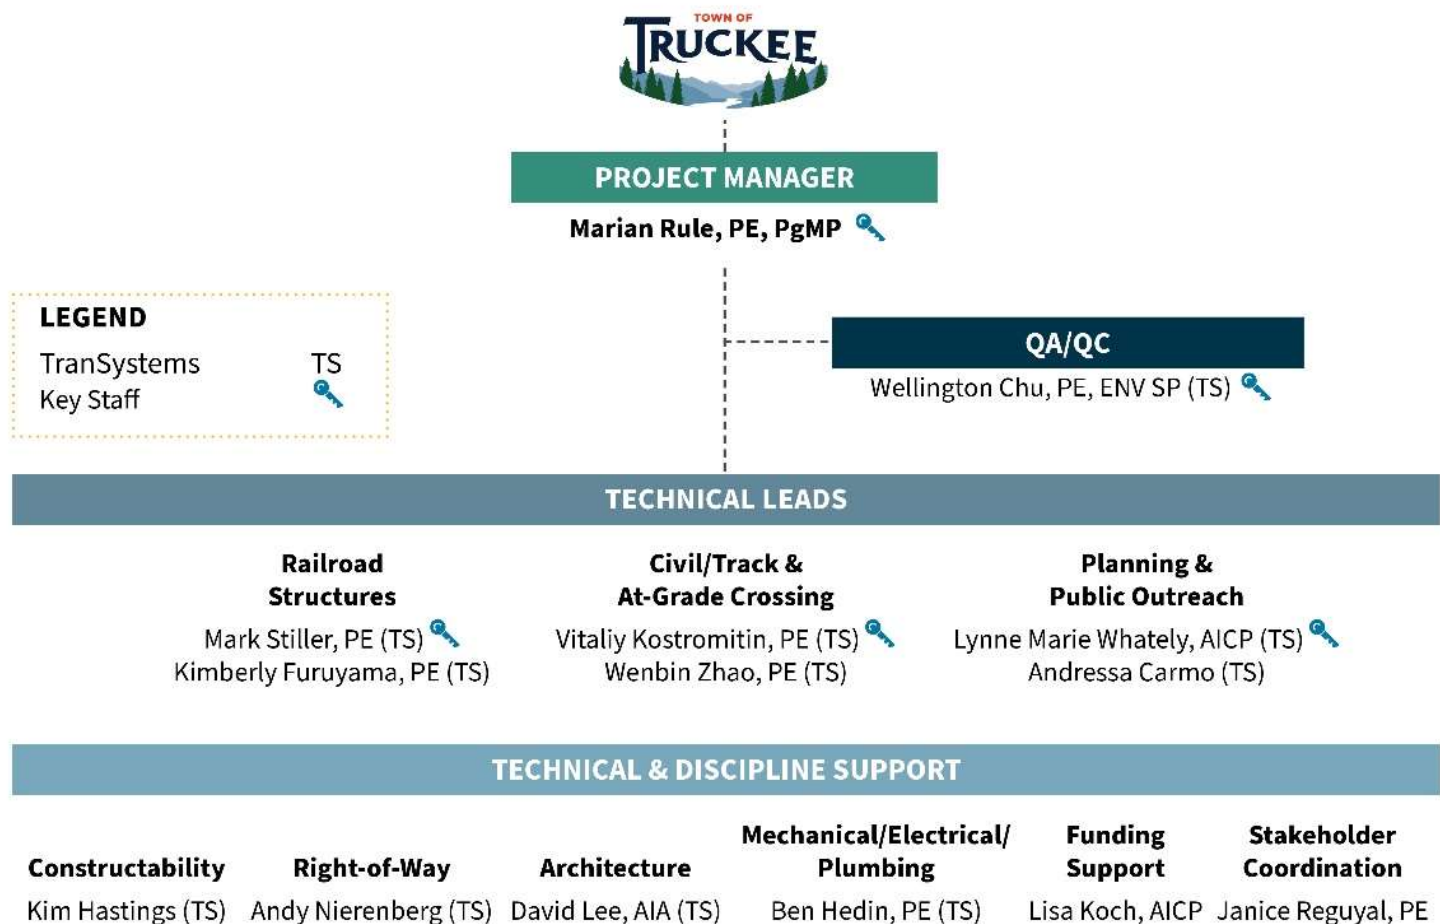 TOWN OF
TRUCKEE
PROJECT MANAGER
Marian Rule, PE, PgMP
LEGEND
TranSystems TS
Key Staff
QA/QC
Wellington Chu, PE, ENV SP (TS)
TECHNICAL LEADS
Railroad
Structures
Mark Stiller, PE (TS)
Kimberly Furuyama, PE (TS)
Civil/Track &
At-Grade Crossing
Vitaliy Kostromitin, PE (TS)
Wenbin Zhao, PE (TS)
Planning &
Public Outreach
Lynne Marie Whately, AICP (TS)
Andressa Carmo (TS)
TECHNICAL & DISCIPLINE SUPPORT
Constructability
Kim Hastings (TS)
Right-of-Way
Andy Nierenberg (TS)
Architecture
David Lee, AIA (TS)
Mechanical/Electrical/
Plumbing
Ben Hedin, PE (TS)
Funding
Support
Lisa Koch, AICP
Stakeholder
Coordination
Janice Reguyal, PE